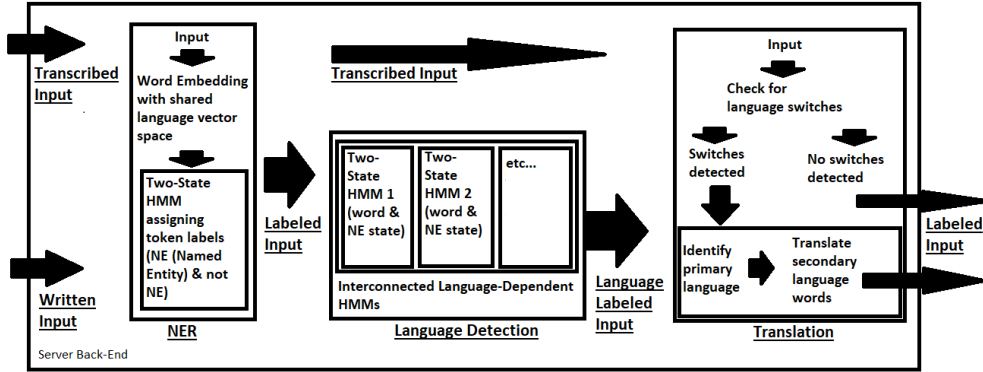 Transcribed
Input
Written
Input
Input
Word Embedding
with shared
language vector
space
Two-State
HMM
assigning
token labels
(NE (Named
Entity) & not
NE)
NER
Server Back-End
Transcribed Input
Labeled
Input
Two-
State
HMM 1
(word &
NE state)
Two-
State
HMM 2
(word &
NE state)
etc...
Interconnected Language-Dependent
HMMs
Language Detection
Language
Labeled
Input
Input
Check for
language switches
Switches
detected
No switches
detected
Identify
primary
language
Translate
secondary
language
words
Translation
Labeled
Input